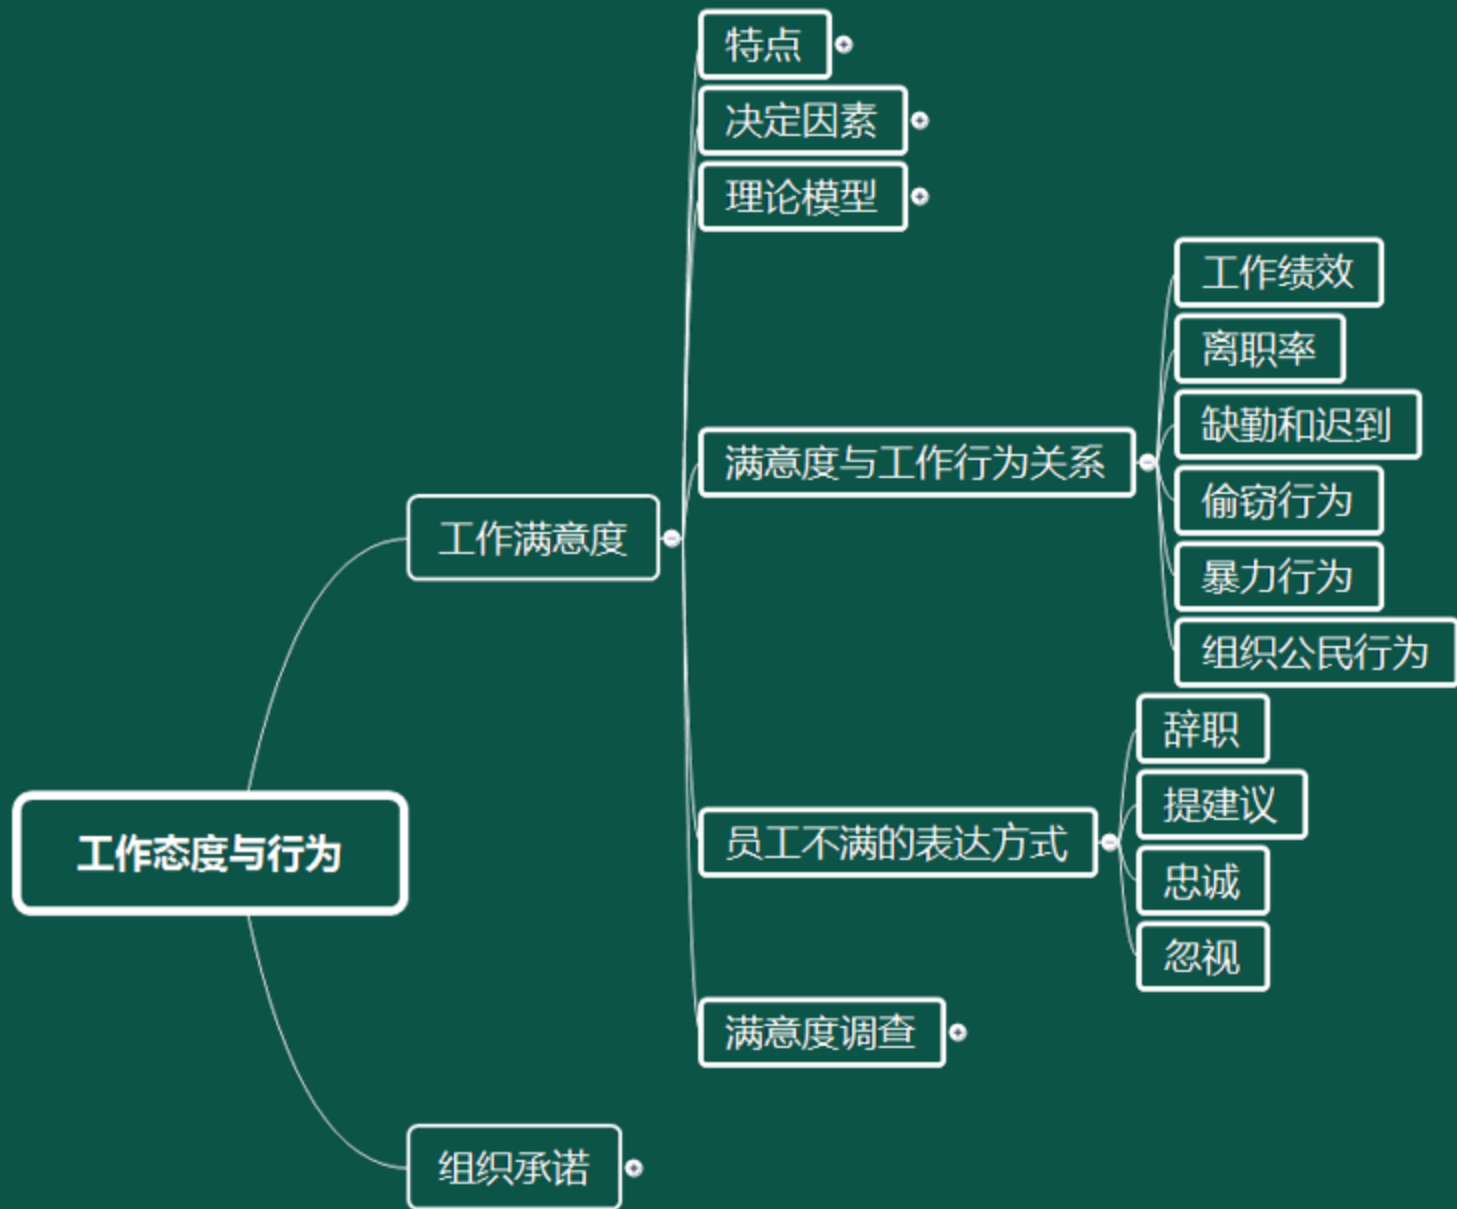 特点
决定因素
理论模型
工作绩效
离职率
缺勤和迟到
满意度与工作行为关系
偷窃行为
工作满意度
暴力行为
组织公民行为
辞职
提建议
工作态度与行为
员工不满的表达方式
忠诚
忽视
满意度调查
组织承诺